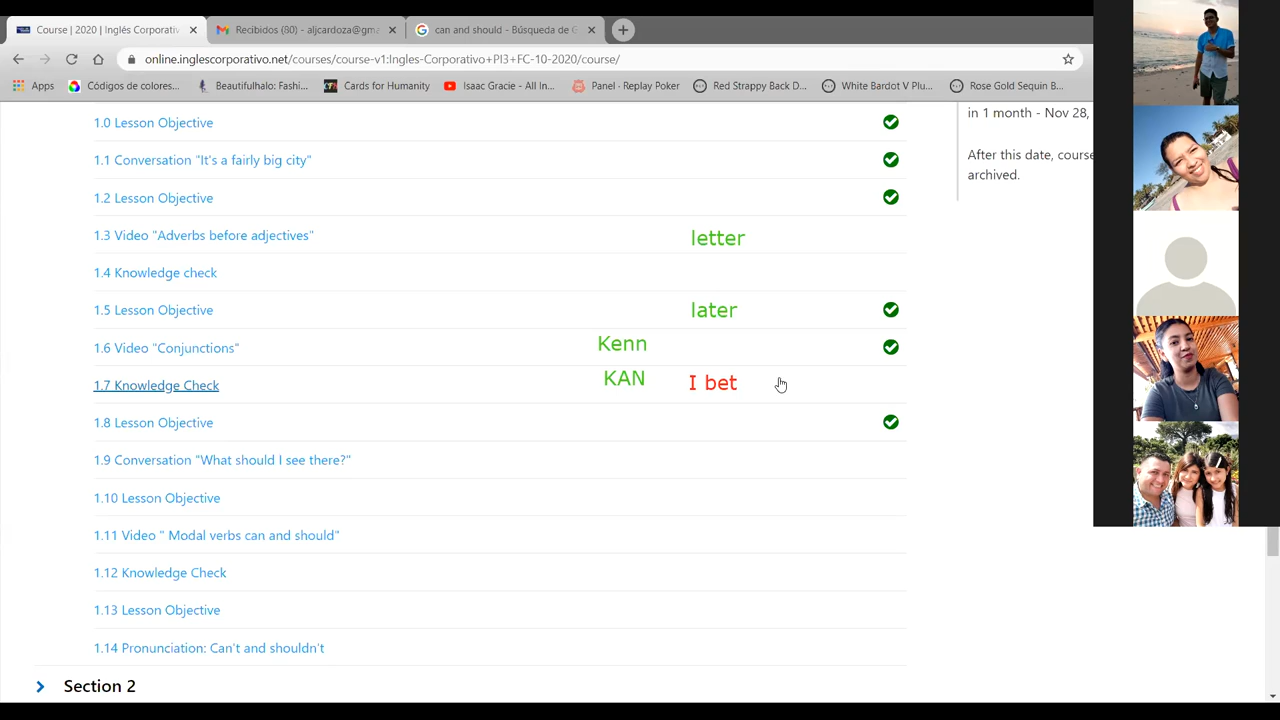 Course | 2020 | Inglés Corporativ
Recibidos (80) - aljcardoza@gma
can and should - Búsqueda de G
online.inglescorporativo.net/courses/course-v1:Ingles-Corporativo+PI3+FC-10-2020/course/
Apps
Códigos de colores...
Beautifulhalo: Fashi...
Cards for Humanity
Isaac Gracie - All In...
Panel · Replay Poker
Red Strappy Back D...
White Bardot V Plu...
Rose Gold Sequin B...
1.0 Lesson Objective
in 1 month - Nov 28,
1.1 Conversation "It's a fairly big city"
After this date, course
archived.
1.2 Lesson Objective
1.3 Video "Adverbs before adjectives"
letter
1.4 Knowledge check
1.5 Lesson Objective
later
1.6 Video "Conjunctions"
Kenn
1.7 Knowledge Check
KAN
I bet
1.8 Lesson Objective
1.9 Conversation "What should I see there?"
1.10 Lesson Objective
1.11 Video " Modal verbs can and should"
1.12 Knowledge Check
1.13 Lesson Objective
1.14 Pronunciation: Can't and shouldn't
Section 2